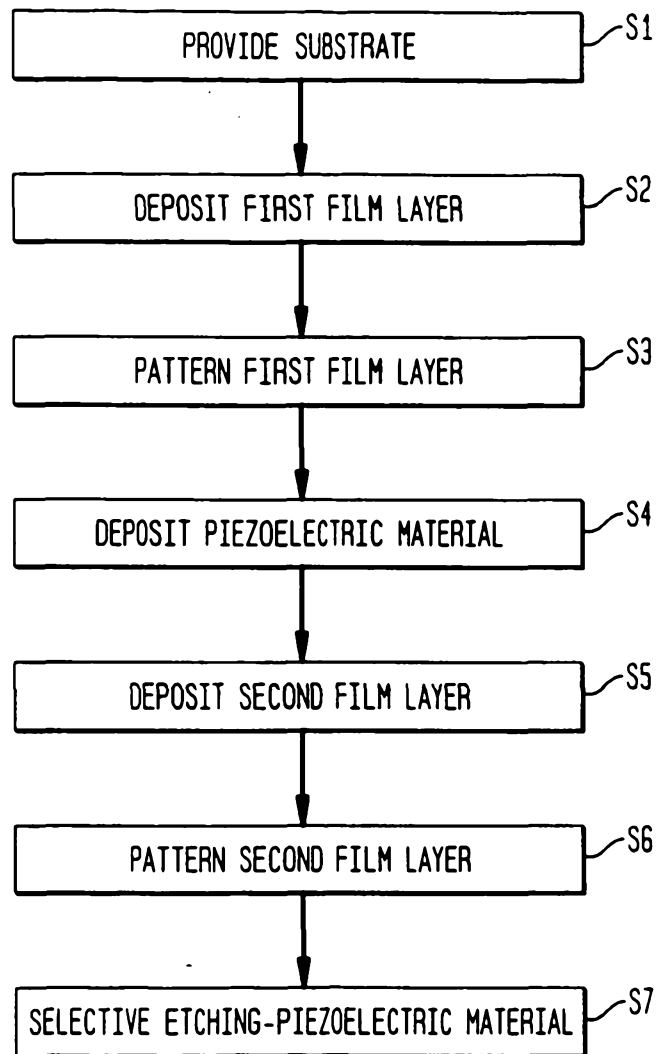 PROVIDE SUBSTRATE S1
DEPOSIT FIRST FILM LAYER S2
PATTERN FIRST FILM LAYER S3
DEPOSIT PIEZOELECTRIC MATERIAL S4
DEPOSIT SECOND FILM LAYER S5
PATTERN SECOND FILM LAYER S6
SELECTIVE ETCHING-PIEZOELECTRIC MATERIAL S7